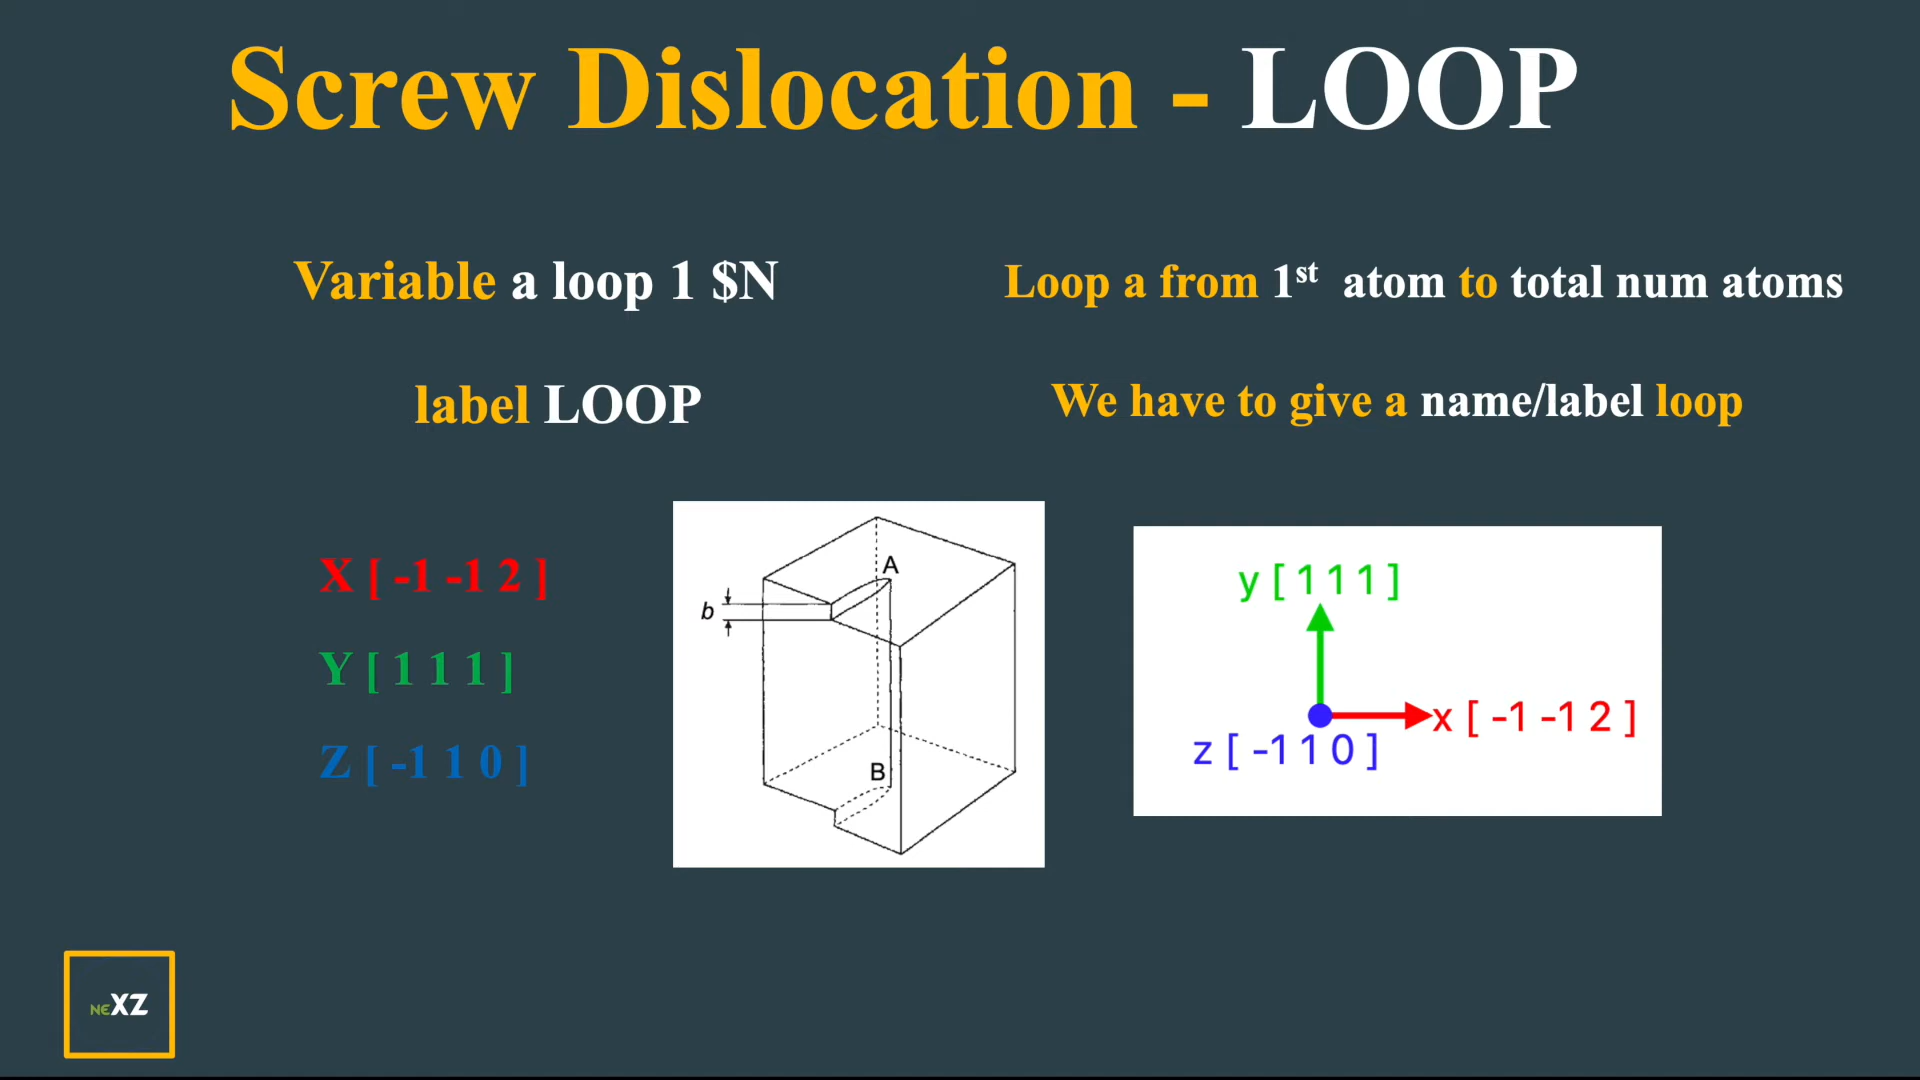 Screw Dislocation - LOOP
Variable a loop 1 $N
Loop a from 1st atom to total num atoms
label LOOP
We have to give a name/label loop
X [ -1 -1 2 ]
Y [ 1 1 1 ]
Z [ -1 1 0 ]
A
b
B
y [ 1 1 1 ]
x [ -1 -1 2 ]
z [ -1 1 0 ]
NEXZ